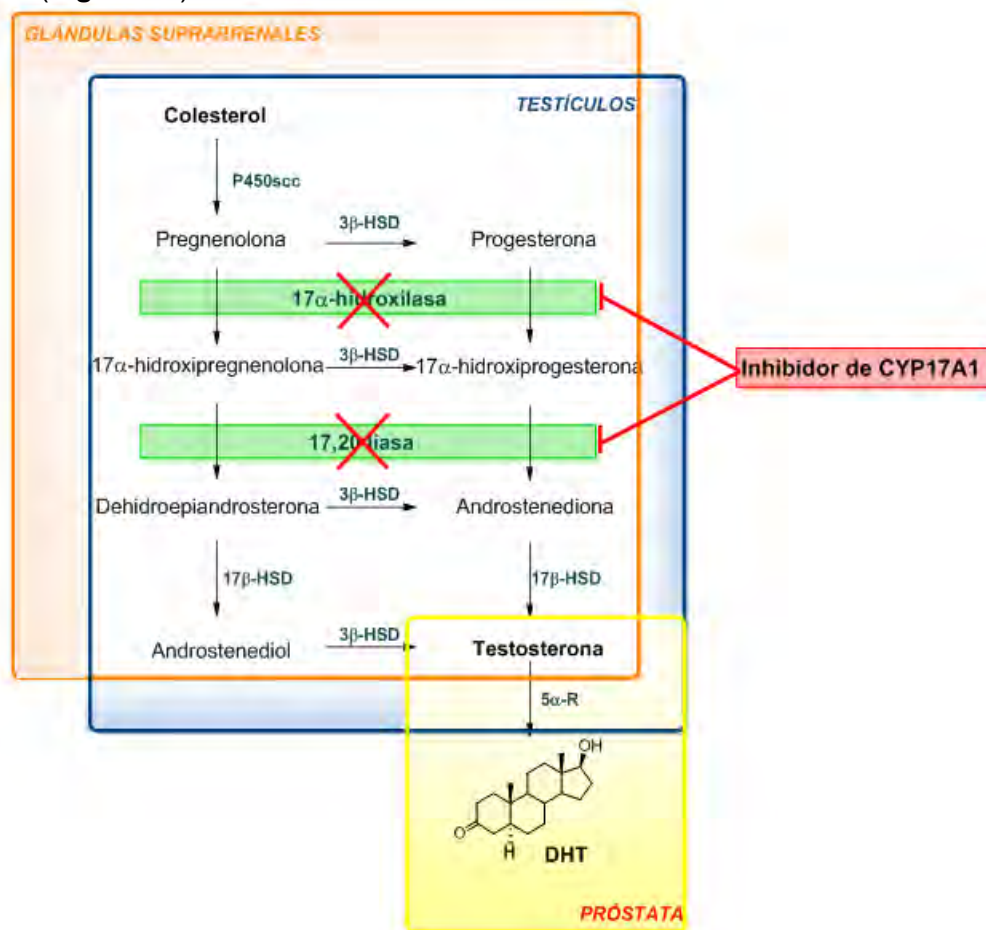 GLÁNDULAS SUPRARRENALES
TESTÍCULOS
Colesterol
P450scc
Pregnenolona
3β-HSD
Progesterona
17α-hidroxilasa
17α-hidroxipregnenolona
3β-HSD
17α-hidroxiprogesterona
Inhibidor de CYP17A1
17,20-liasa
Dehidroepiandrosterona
3β-HSD
Androstenediona
17β-HSD
17β-HSD
Androstenediol
3β-HSD
Testosterona
5α-R
OH
O
H
DHT
PRÓSTATA